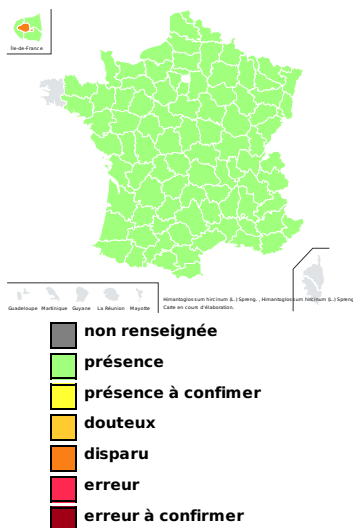 Île-de-France
Guadeloupe Martinique Guyane La Réunion Mayotte
Himantoglossum hircinum (L.) Spreng. , Himantoglossum hircinum (L.) Spreng
Carte en cours d'élaboration.
non renseignée
présence
présence à confimer
douteux
disparu
erreur
erreur à confirmer